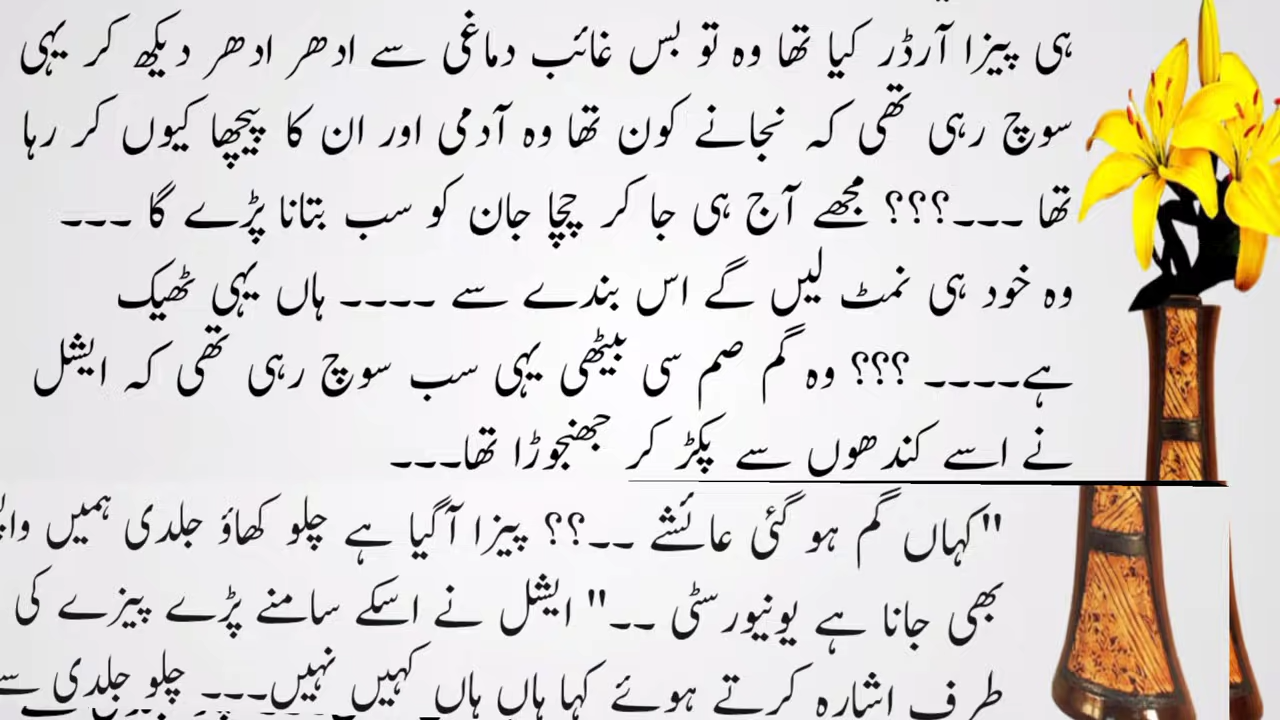 ہی پیزا آرڈر کیا تھا وہ تو بس غائب دماغی سے ادھر ادھر دیکھ کر یہی
سوچ رہی تھی کہ نجانے کون تھا وہ آدمی اور ان کا پیچھا کیوں کر رہا
تھا ۔۔۔؟؟؟ مجھے آج ہی جا کر چچا جان کو سب بتانا پڑے گا ۔۔۔
وہ خود ہی نمٹ لیں گے اس بندے سے ۔۔۔۔ ہاں یہی ٹھیک
ہے۔۔۔۔ ؟؟؟ وہ گم صم سی بیٹھی یہی سب سوچ رہی تھی کہ ایشل
نے اسے کندھوں سے پکڑ کر جھنجوڑا تھا۔۔۔
"کہاں گم ہو گئی عائشے ۔۔؟؟ پیزا آگیا ہے چلو کھاؤ جلدی ہمیں
بھی جانا ہے یونیورسٹی ۔۔" ایشل نے اسکے سامنے پڑے پیزے کی
طرف اشارہ کرتے ہوئے کہا ہاں ہاں کہیں نہیں۔۔۔ چلو جلدی سے